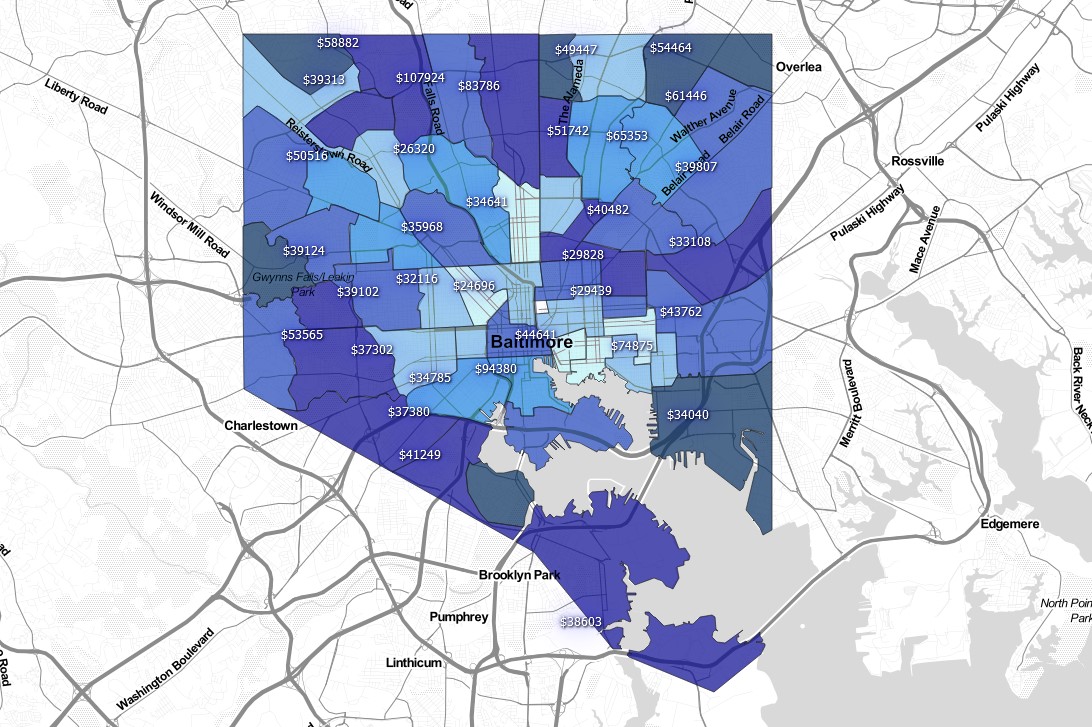 $58882
$49447
$54464
Overlea
$39313
$107924
$83786
Liberty Road
Falls Road
The Alameda
$61446
Walther Avenue
Belair Road
Pulaski Highway
$51742
$65353
Reisterstown Road
$50516
$26320
$39807
Rossville
Belair Road
Windsor Mill Road
$34641
$40482
Pulaski Highway
Mace Avenue
$35968
$33108
$39124
$29828
Gwynns Falls/Leakin
Park
$32116
$24696
$39102
$29439
$43762
$53565
$44641
Baltimore
$74875
$37302
$94380
$34785
Merritt Boulevard
Back River Neck
$37380
$34040
Charlestown
$41249
Edgemere
Brooklyn Park
Pumphrey
$38603
North Poin
Park
Linthicum
Washington Boulevard
Road